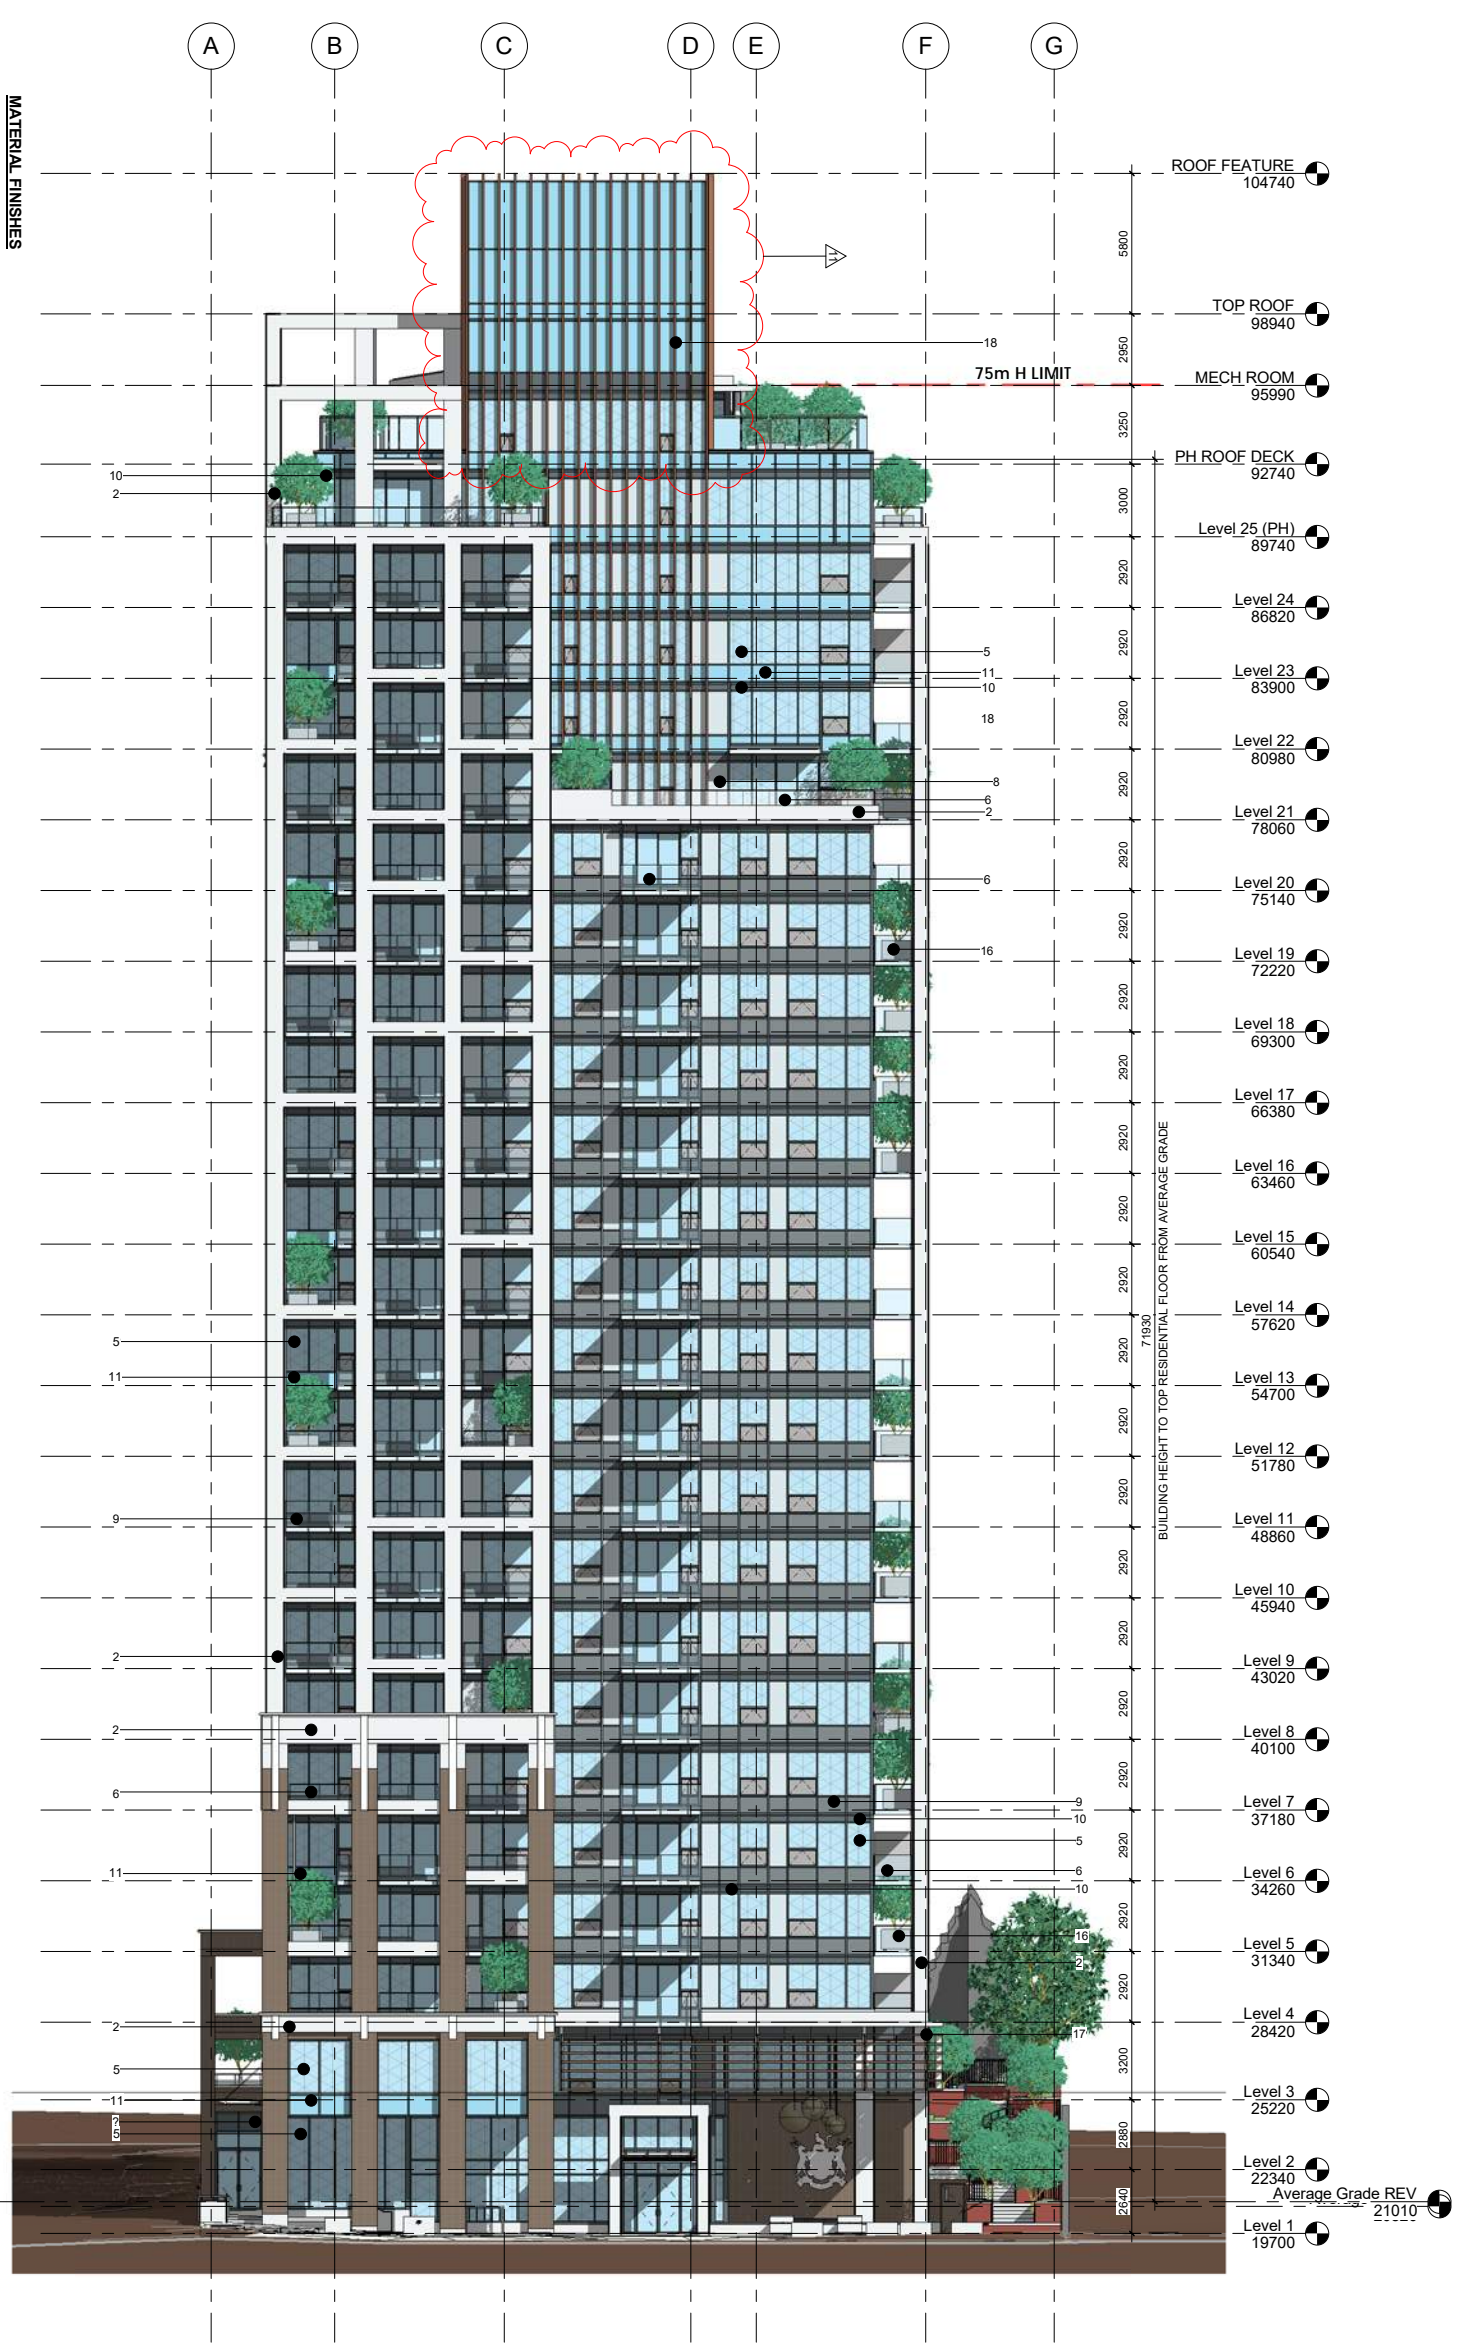 A B C D E F G
MATERIAL FINISHES
ROOF FEATURE
104740
5800
TOP ROOF
98940
18
2950
75m H LIMIT
MECH ROOM
95990
3250
PH ROOF DECK
92740
10
2
3000
Level 25 (PH)
89740
2920
Level 24
86820
5
2920
11
Level 23
83900
10
18
2920
Level 22
80980
8
2920
6
2
Level 21
78060
2920
6
Level 20
75140
2920
16
Level 19
72220
2920
Level 18
69300
2920
Level 17
66380
2920
Level 16
63460
2920
Level 15
60540
2920
Level 14
57620
71930
BUILDING HEIGHT TO TOP RESIDENTIAL FLOOR FROM AVERAGE GRADE
5
2920
11
Level 13
54700
2920
Level 12
51780
2920
9
Level 11
48860
2920
Level 10
45940
2920
2
Level 9
43020
2920
2
Level 8
40100
2920
6
9
Level 7
37180
10
5
2920
11
6
Level 6
34260
10
2920
16
Level 5
31340
2
2920
Level 4
28420
2
17
5
3200
11
Level 3
25220
?
5
2880
Level 2
22340
Average Grade REV
21010
2640
Level 1
19700
11